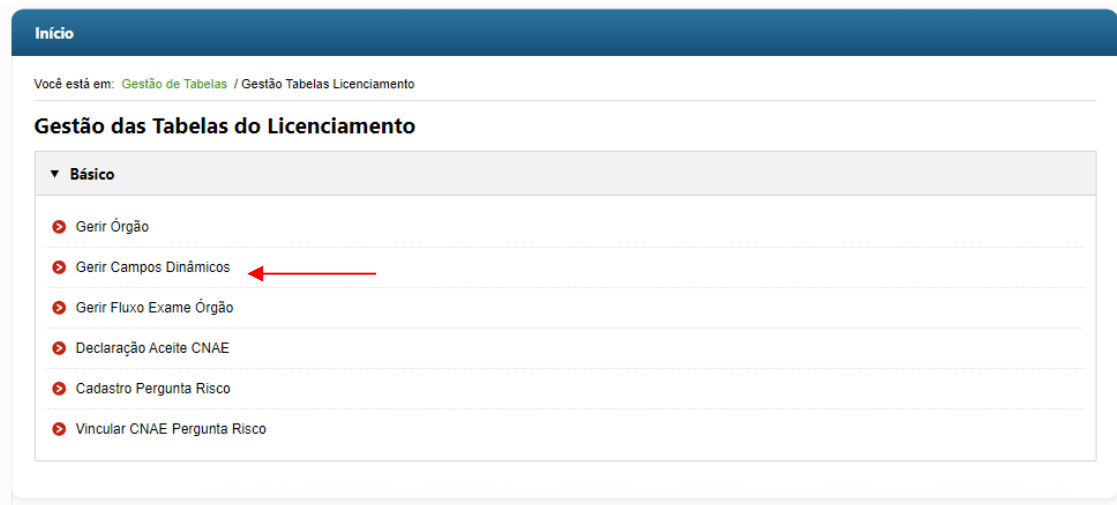 Início
Você está em: Gestão de Tabelas / Gestão Tabelas Licenciamento
Gestão das Tabelas do Licenciamento
Básico
Gerir Órgão
Gerir Campos Dinâmicos
Gerir Fluxo Exame Órgão
Declaração Aceite CNAE
Cadastro Pergunta Risco
Vincular CNAE Pergunta Risco